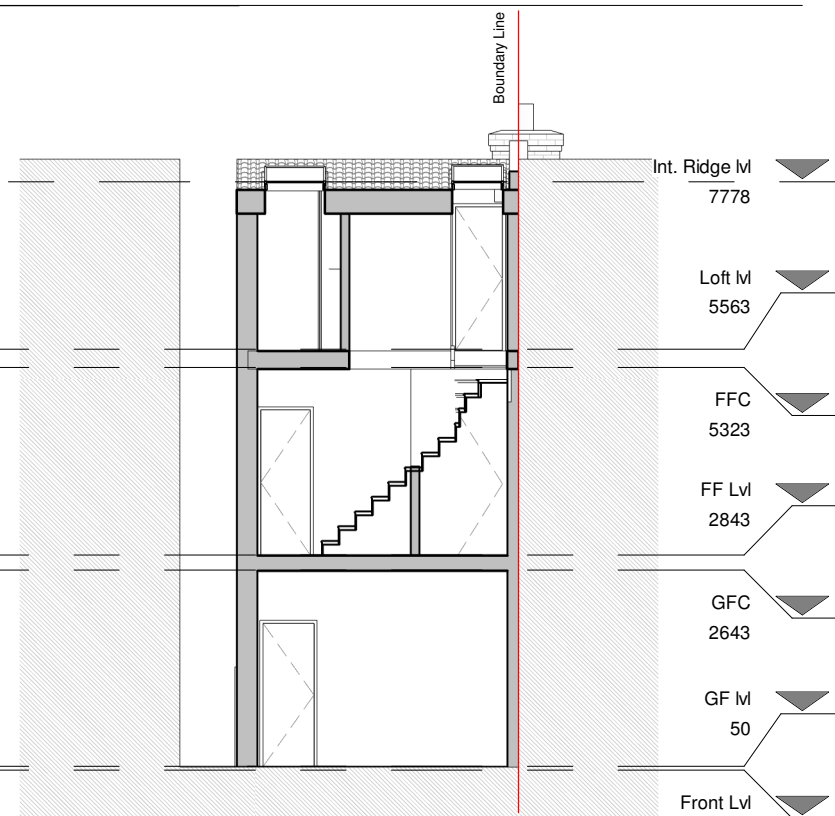 Boundary Line
Int. Ridge lvl
7778
Loft lvl
5563
FFC
5323
FF Lvl
2843
GFC
2643
GF lvl
50
Front Lvl